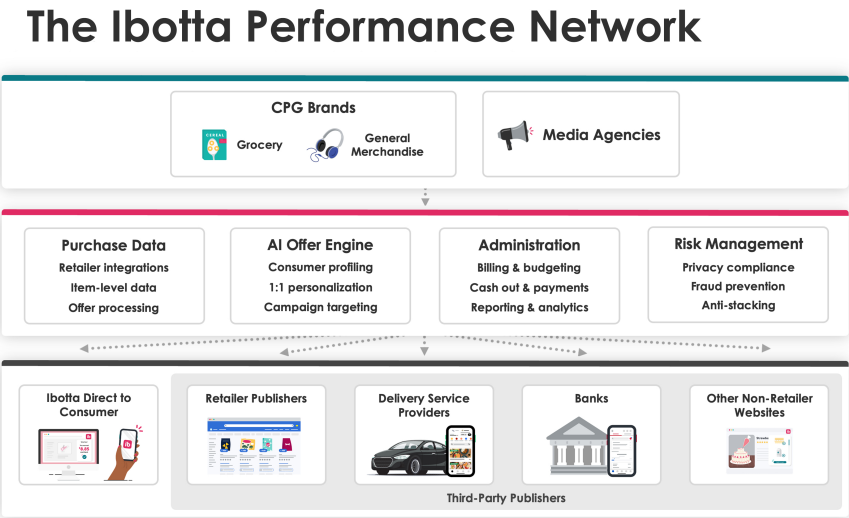 The Ibotta Performance Network
CPG Brands
CEREAL
Grocery
General
Merchandise
Media Agencies
Purchase Data
Retailer integrations
Item-level data
Offer processing
AI Offer Engine
Consumer profiling
1:1 personalization
Campaign targeting
Administration
Billing & budgeting
Cash out & payments
Reporting & analytics
Risk Management
Privacy compliance
Fraud prevention
Anti-stacking
Ibotta Direct to
Consumer
Retailer Publishers
Delivery Service
Providers
Banks
Other Non-Retailer
Websites
Third-Party Publishers